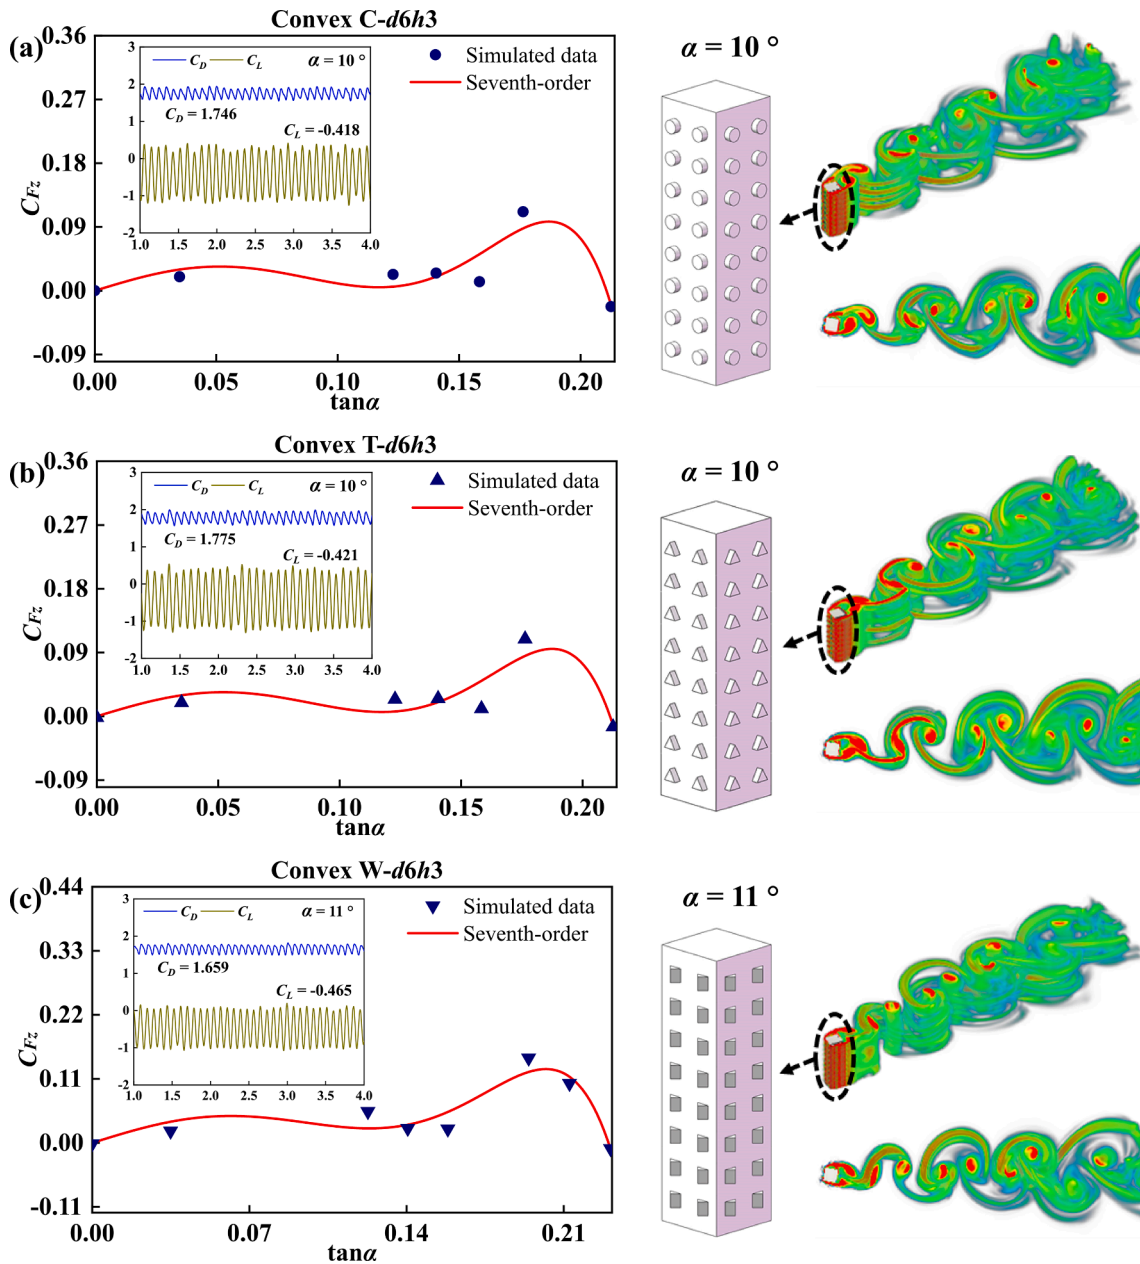 (a)
Convex C-d6h3
0.36
0.27
0.18
0.09
0.00
-0.09
C_Fz
0.00 0.05 0.10 0.15 0.20
tanα
Simulated data
Seventh-order
3
2
1
0
-1
-2
C_D C_L α = 10 °
C_D = 1.746
C_L = -0.418
1.0 1.5 2.0 2.5 3.0 3.5 4.0
α = 10 °
(b)
Convex T-d6h3
0.36
0.27
0.18
0.09
0.00
-0.09
C_Fz
0.00 0.05 0.10 0.15 0.20
tanα
Simulated data
Seventh-order
3
2
1
0
-1
-2
C_D C_L α = 10 °
C_D = 1.775
C_L = -0.421
1.0 1.5 2.0 2.5 3.0 3.5 4.0
α = 10 °
(c)
Convex W-d6h3
0.44
0.33
0.22
0.11
0.00
-0.11
C_Fz
0.00 0.07 0.14 0.21
tanα
Simulated data
Seventh-order
3
2
1
0
-1
-2
C_D C_L α = 11 °
C_D = 1.659
C_L = -0.465
1.0 1.5 2.0 2.5 3.0 3.5 4.0
α = 11 °